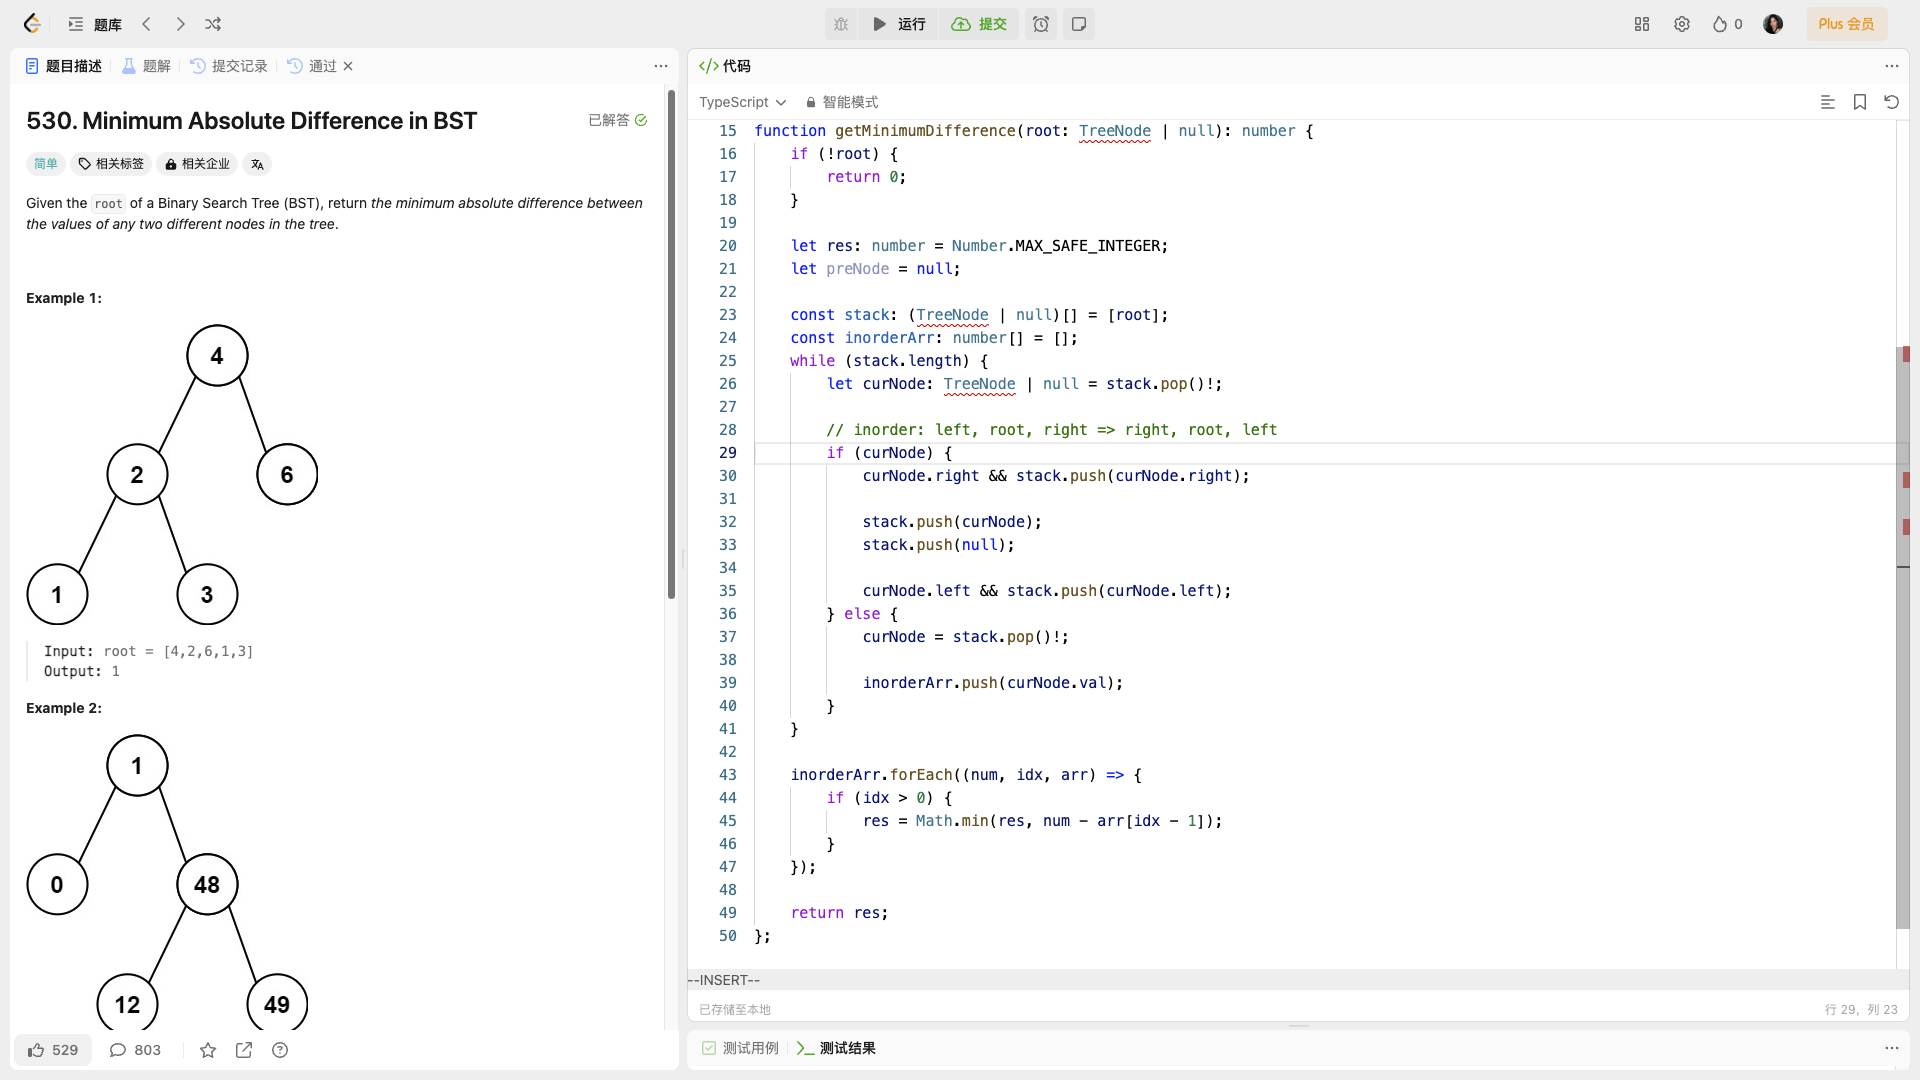 题库
运行
提交
0
Plus 会员
题目描述
题解
提交记录
通过
530. Minimum Absolute Difference in BST
已解答
简单
相关标签
相关企业
Given the root of a Binary Search Tree (BST), return the minimum absolute difference between
the values of any two different nodes in the tree.
Example 1:
4
2
6
1
3
Input: root = [4,2,6,1,3]
Output: 1
Example 2:
1
0
48
12
49
529
803
</> 代码
TypeScript
智能模式
15 function getMinimumDifference(root: TreeNode | null): number {
16 if (!root) {
17 return 0;
18 }
19
20 let res: number = Number.MAX_SAFE_INTEGER;
21 let preNode = null;
22
23 const stack: (TreeNode | null)[] = [root];
24 const inorderArr: number[] = [];
25 while (stack.length) {
26 let curNode: TreeNode | null = stack.pop()!;
27
28 // inorder: left, root, right => right, root, left
29 if (curNode) {
30 curNode.right && stack.push(curNode.right);
31
32 stack.push(curNode);
33 stack.push(null);
34
35 curNode.left && stack.push(curNode.left);
36 } else {
37 curNode = stack.pop()!;
38
39 inorderArr.push(curNode.val);
40 }
41 }
42
43 inorderArr.forEach((num, idx, arr) => {
44 if (idx > 0) {
45 res = Math.min(res, num - arr[idx - 1]);
46 }
47 });
48
49 return res;
50 };
--INSERT--
已存储至本地
行 29, 列 23
测试用例
测试结果